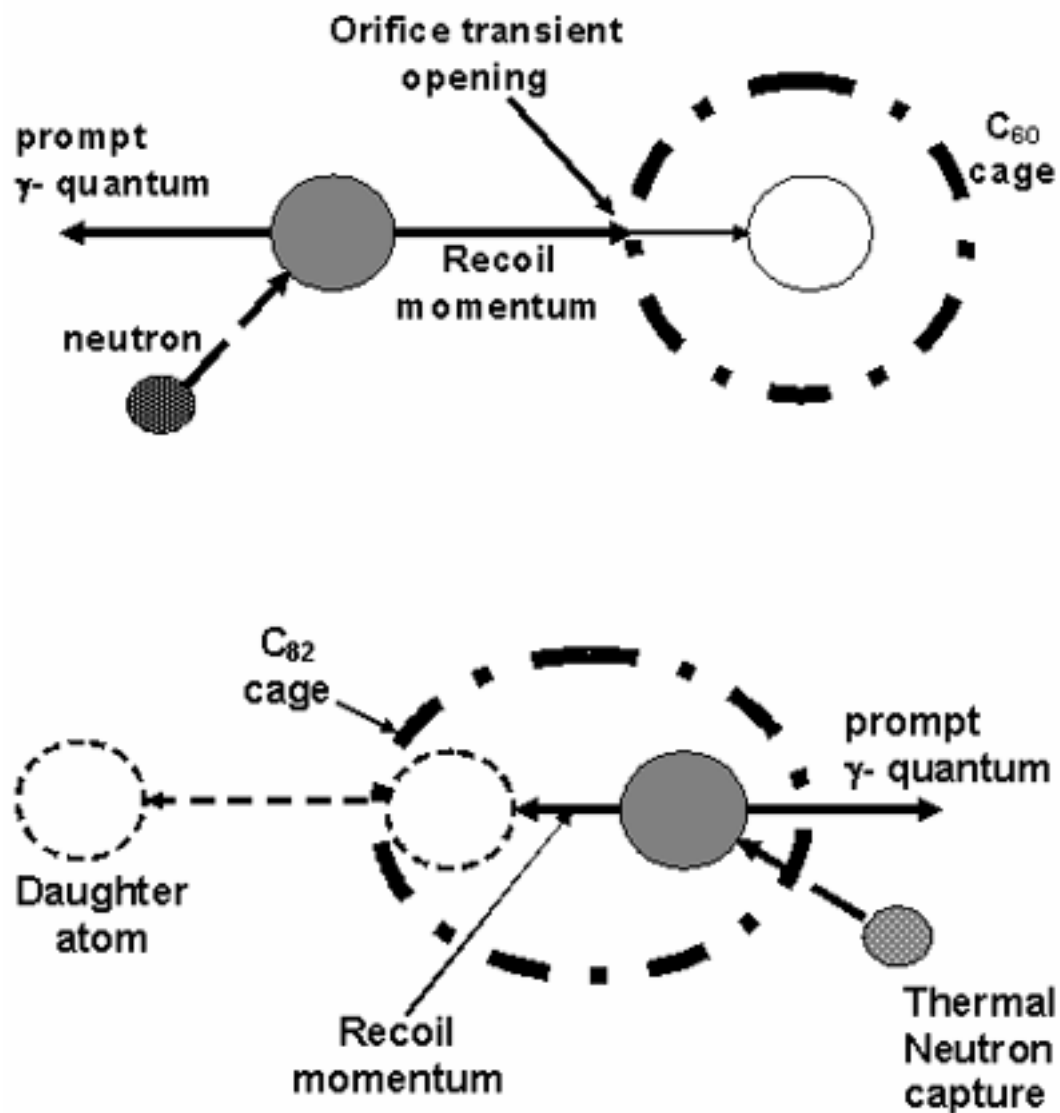 Orifice transient
opening
prompt
γ- quantum
C₆₀
cage
Recoil
momentum
neutron
C₈₂
cage
prompt
γ- quantum
Daughter
atom
Recoil
momentum
Thermal
Neutron
capture